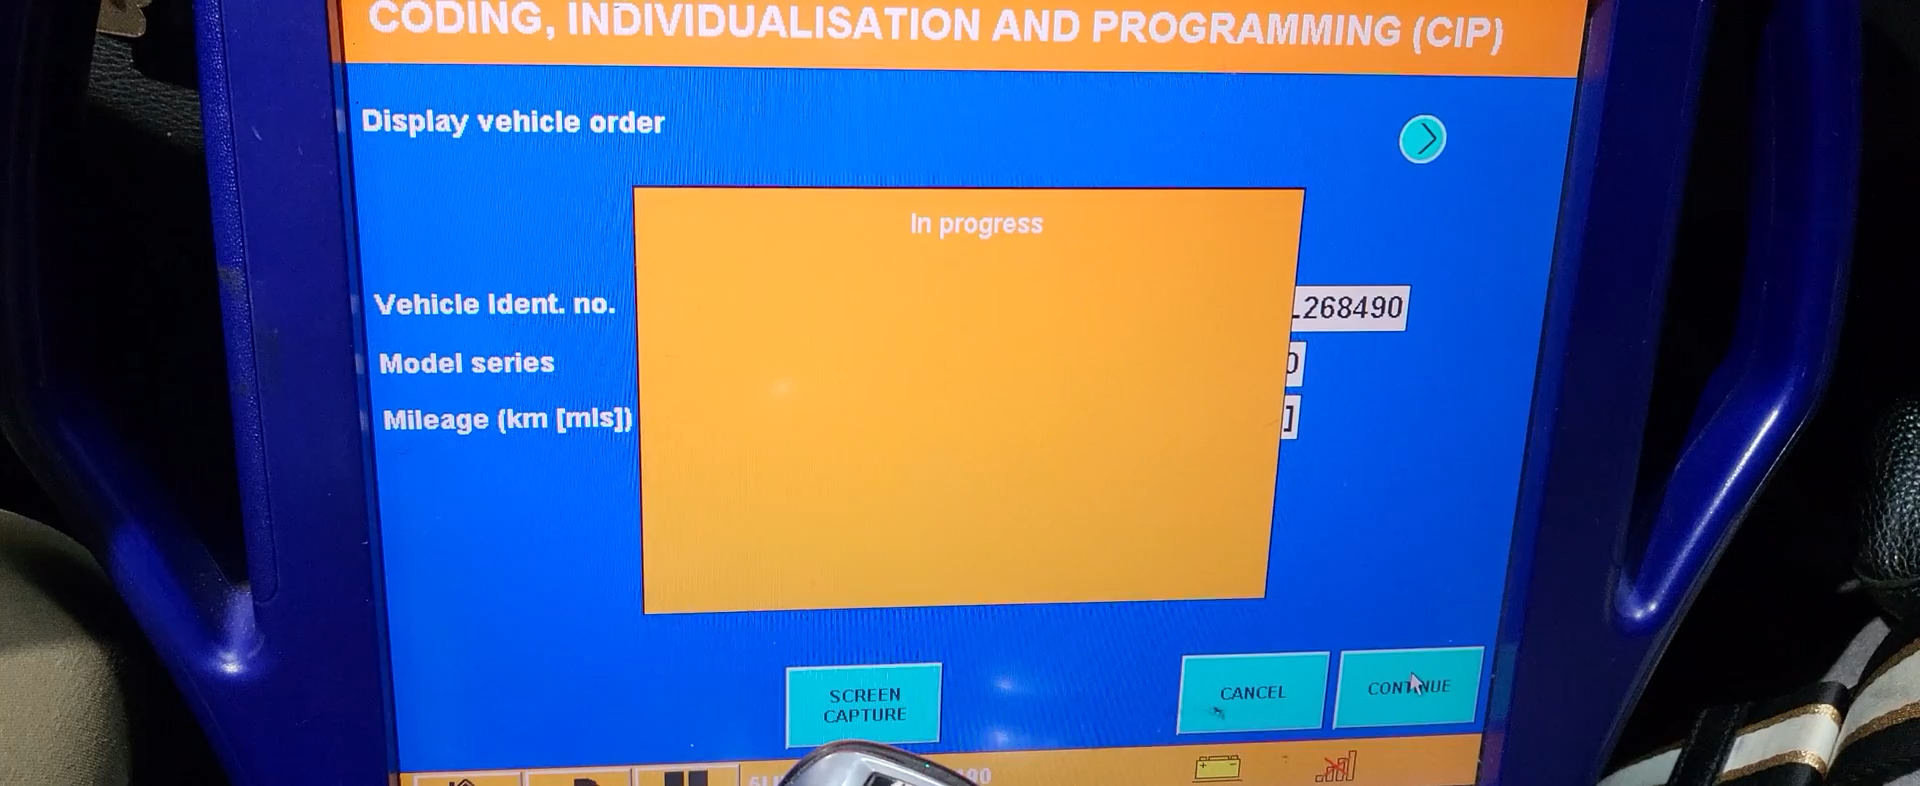 CODING, INDIVIDUALISATION AND PROGRAMMING (CIP)
Display vehicle order
In progress
Vehicle Ident. no.
268490
Model series
0
Mileage (km [mls])
]
SCREEN
CAPTURE
CANCEL
CONTINUE